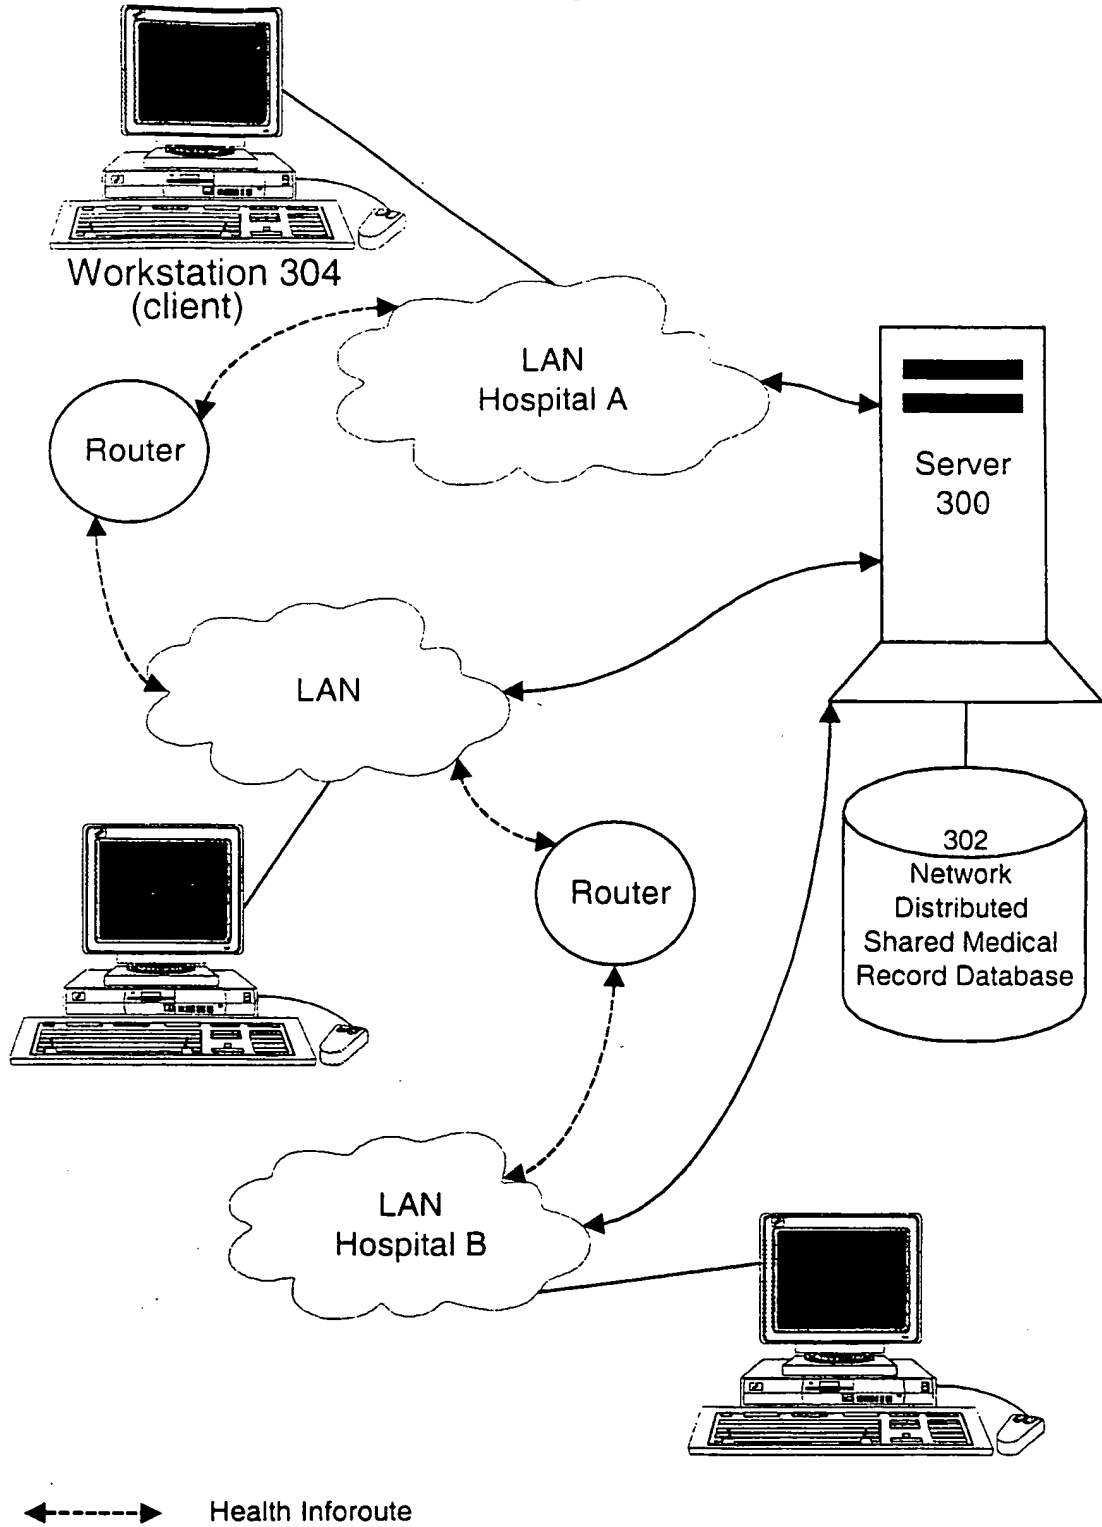 Workstation 304
(client)
LAN
Hospital A
Router
Server
300
LAN
302
Network
Distributed
Shared Medical
Record Database
Router
LAN
Hospital B
Health Inforoute